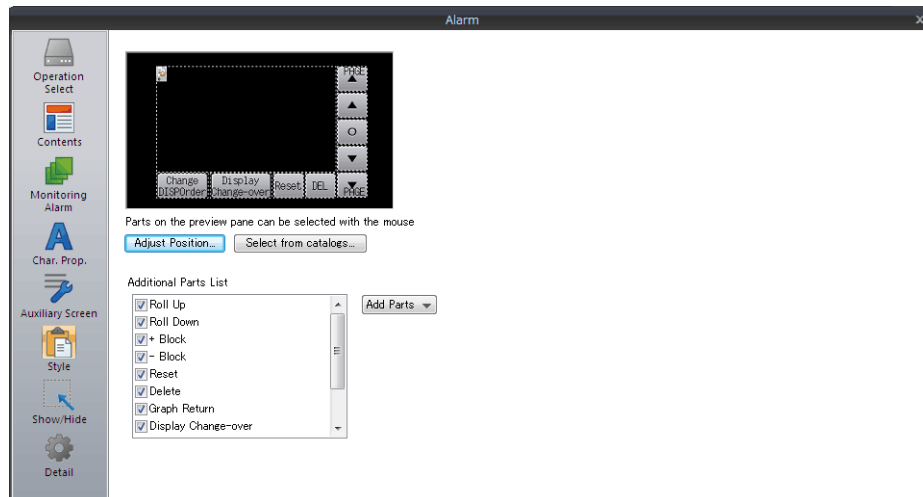 Alarm
x
Operation
Select
Contents
Monitoring
Alarm
A
Char. Prop.
Auxiliary Screen
Style
Show/Hide
Detail
PAGE
O
Change
DISPOrder
Display
Change-over
Reset
DEL
PAGE
Parts on the preview pane can be selected with the mouse
Adjust Position...
Select from catalogs...
Additional Parts List
Roll Up
Roll Down
+ Block
- Block
Reset
Delete
Graph Return
Display Change-over
Add Parts